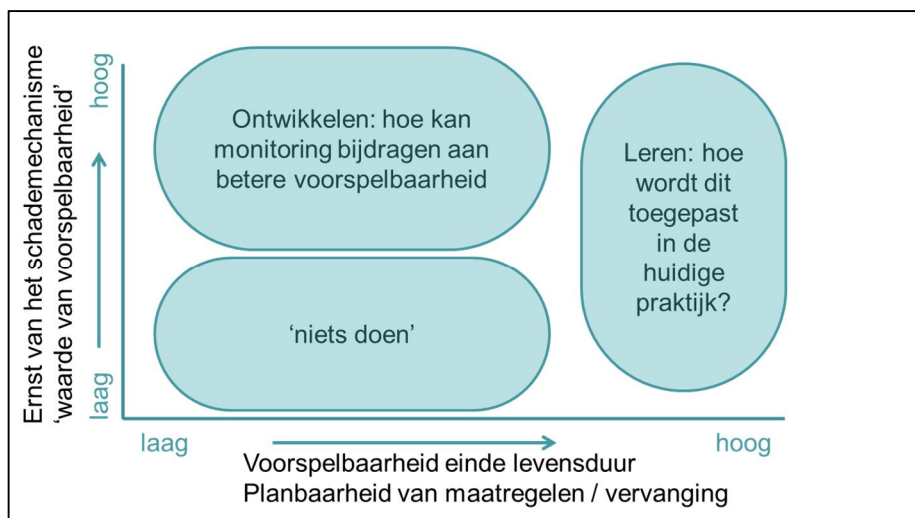 Ernst van het schademechanisme
'waarde van voorspelbaarheid'
hoog
laag
Ontwikkelen: hoe kan
monitoring bijdragen aan
betere voorspelbaarheid
'niets doen'
Leren: hoe
wordt dit
toegepast
in de
huidige
praktijk?
laag
hoog
Voorspelbaarheid einde levensduur
Planbaarheid van maatregelen / vervanging